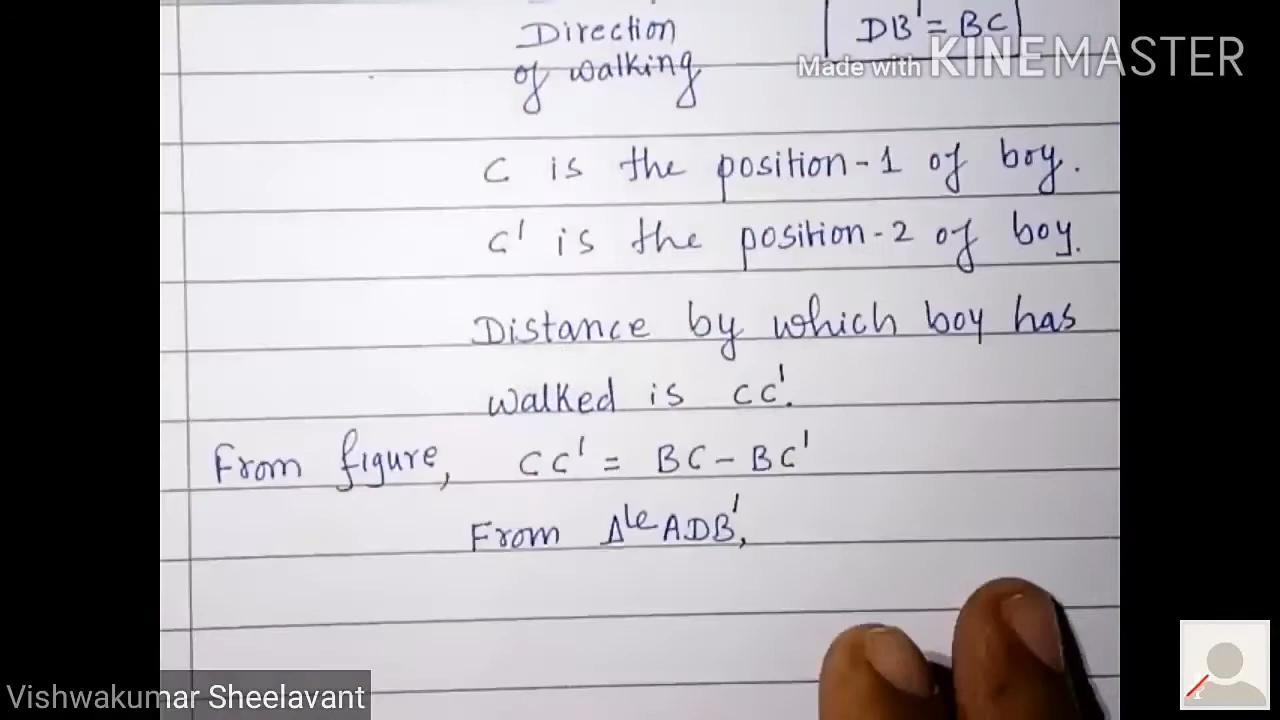 Direction
of walking
DB' = BC
Made with KINEMASTER
C is the position-1 of boy.
C' is the position-2 of boy.
Distance by which boy has
walked is CC'.
From figure, CC' = BC - BC'
From Δle ADB',
Vishwakumar Sheelavant